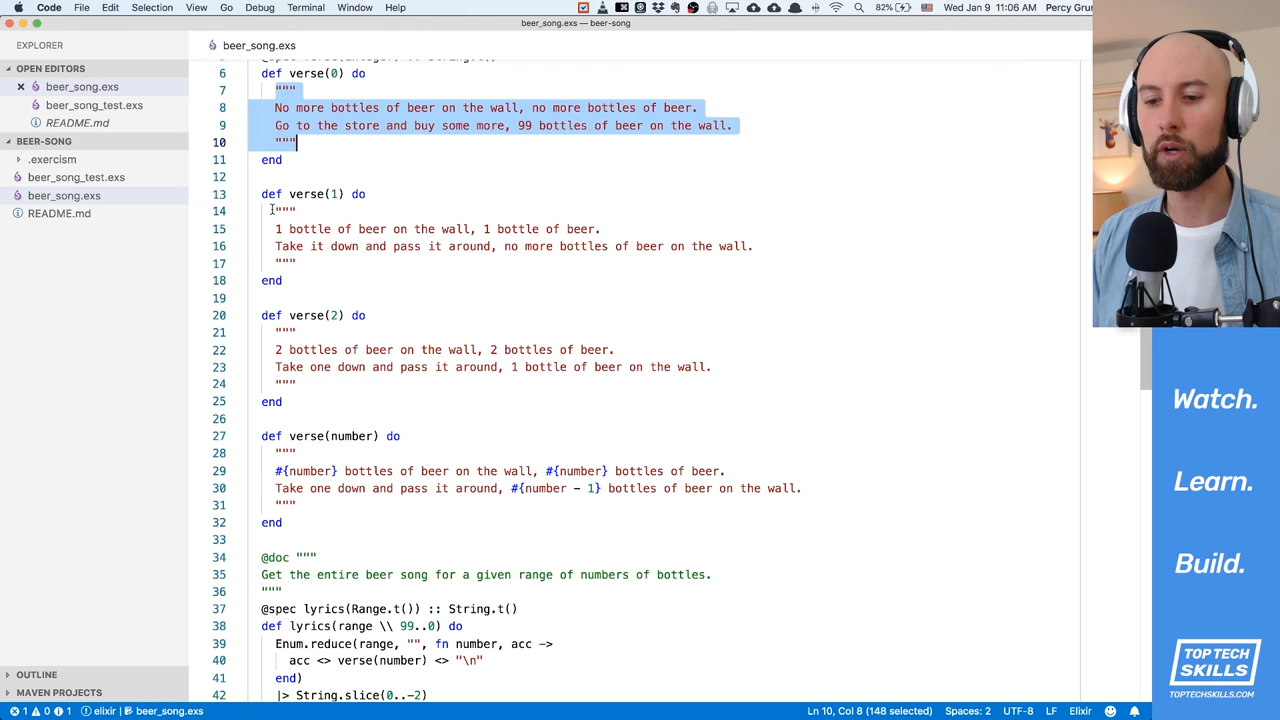 Code File Edit Selection View Go Debug Terminal Window Help 82% Wed Jan 9 11:06 AM Percy Grun
beer_song.exs — beer-song
EXPLORER
OPEN EDITORS
beer_song.exs
beer_song_test.exs
README.md
BEER-SONG
.exercism
beer_song_test.exs
beer_song.exs
README.md
OUTLINE
MAVEN PROJECTS
beer_song.exs
6 def verse(0) do
7 """
8 No more bottles of beer on the wall, no more bottles of beer.
9 Go to the store and buy some more, 99 bottles of beer on the wall.
10 """
11 end
12
13 def verse(1) do
14 """
15 1 bottle of beer on the wall, 1 bottle of beer.
16 Take it down and pass it around, no more bottles of beer on the wall.
17 """
18 end
19
20 def verse(2) do
21 """
22 2 bottles of beer on the wall, 2 bottles of beer.
23 Take one down and pass it around, 1 bottle of beer on the wall.
24 """
25 end
26
27 def verse(number) do
28 """
29 #{number} bottles of beer on the wall, #{number} bottles of beer.
30 Take one down and pass it around, #{number - 1} bottles of beer on the wall.
31 """
32 end
33
34 @doc """
35 Get the entire beer song for a given range of numbers of bottles.
36 """
37 @spec lyrics(Range.t()) :: String.t()
38 def lyrics(range \\ 99..0) do
39 Enum.reduce(range, "", fn number, acc ->
40 acc <> verse(number) <> "\n"
41 end)
42 |> String.slice(0..-2)
1 0 1 elixir | beer_song.exs Ln 10, Col 8 (148 selected) Spaces: 2 UTF-8 LF Elixir
Watch.
Learn.
Build.
TOP TECH
SKILLS
TOPTECHSKILLS.COM